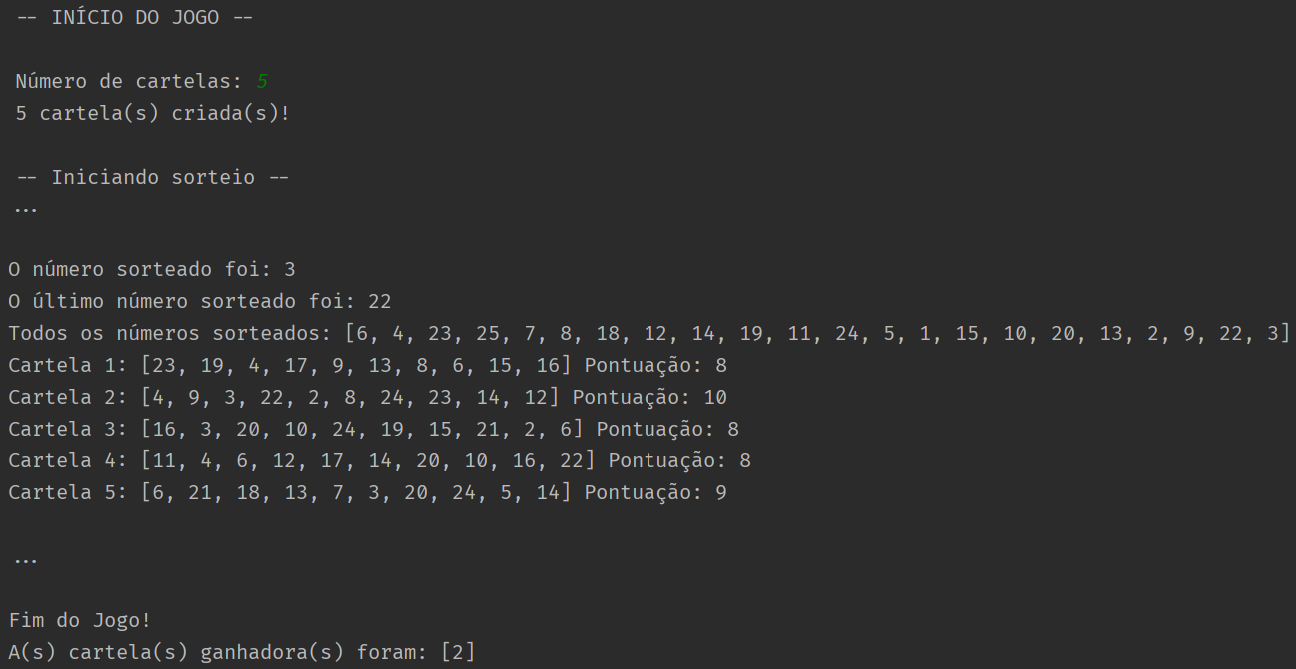 -- INÍCIO DO JOGO --
Número de cartelas: 5
5 cartela(s) criada(s)!
-- Iniciando sorteio --
...
O número sorteado foi: 3
O último número sorteado foi: 22
Todos os números sorteados: [6, 4, 23, 25, 7, 8, 18, 12, 14, 19, 11, 24, 5, 1, 15, 10, 20, 13, 2, 9, 22, 3]
Cartela 1: [23, 19, 4, 17, 9, 13, 8, 6, 15, 16] Pontuação: 8
Cartela 2: [4, 9, 3, 22, 2, 8, 24, 23, 14, 12] Pontuação: 10
Cartela 3: [16, 3, 20, 10, 24, 19, 15, 21, 2, 6] Pontuação: 8
Cartela 4: [11, 4, 6, 12, 17, 14, 20, 10, 16, 22] Pontuação: 8
Cartela 5: [6, 21, 18, 13, 7, 3, 20, 24, 5, 14] Pontuação: 9
...
Fim do Jogo!
A(s) cartela(s) ganhadora(s) foram: [2]